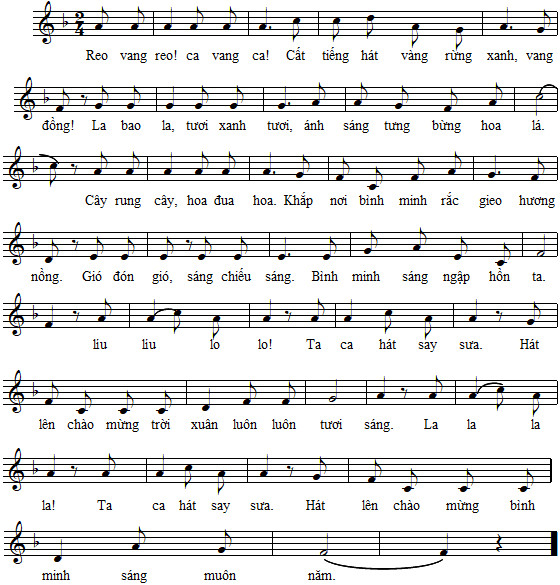 2 4
Reo vang reo! ca vang ca! Cất tiếng hát vàng rừng xanh, vang
đồng! La bao la, tươi xanh tươi, ánh sáng tưng bừng hoa lá.
Cây rung cây, hoa đua hoa. Khắp nơi bình minh rắc gieo hương
nồng. Gió đón gió, sáng chiếu sáng. Bình minh sáng ngập hồn ta.
líu líu lo lo! Ta ca hát say sưa. Hát
lên chào mừng trời xuân luôn luôn tươi sáng. La la la
la! Ta ca hát say sưa. Hát lên chào mừng bình
minh sáng muôn năm.